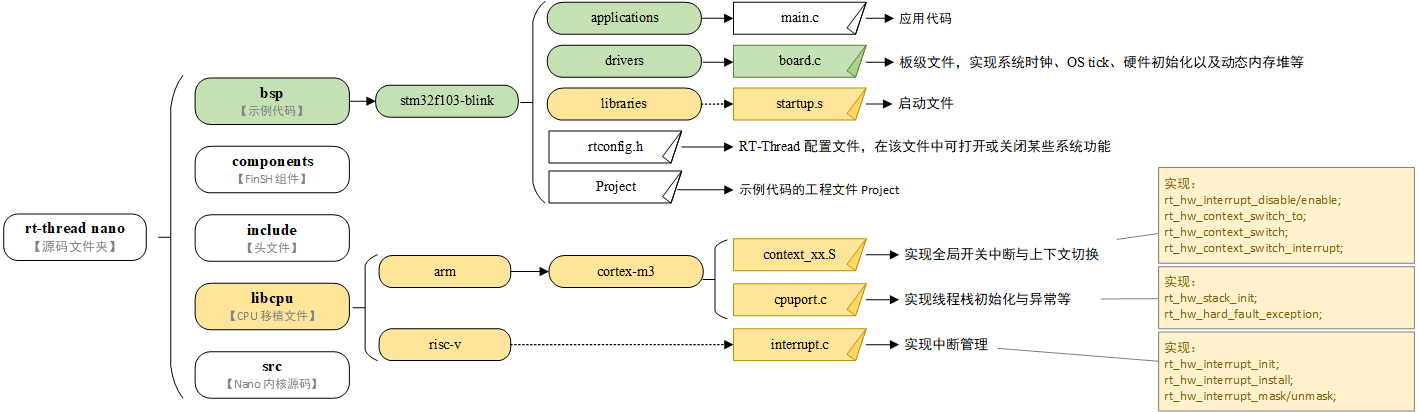 rt-thread nano
【源码文件夹】
bsp
【示例代码】
components
【FinSH 组件】
include
【头文件】
libcpu
【CPU 移植文件】
src
【Nano 内核源码】
stm32f103-blink
applications
main.c
应用代码
drivers
board.c
板级文件，实现系统时钟、OS tick、硬件初始化以及动态内存堆等
libraries
startup.s
启动文件
rtconfig.h
RT-Thread 配置文件，在该文件中可打开或关闭某些系统功能
Project
示例代码的工程文件 Project
arm
cortex-m3
context_xx.S
实现全局开关中断与上下文切换
cpuport.c
实现线程栈初始化与异常等
risc-v
interrupt.c
实现中断管理
实现：
rt_hw_interrupt_disable/enable;
rt_hw_context_switch_to;
rt_hw_context_switch;
rt_hw_context_switch_interrupt;
实现：
rt_hw_stack_init;
rt_hw_hard_fault_exception;
实现：
rt_hw_interrupt_init;
rt_hw_interrupt_install;
rt_hw_interrupt_mask/unmask;